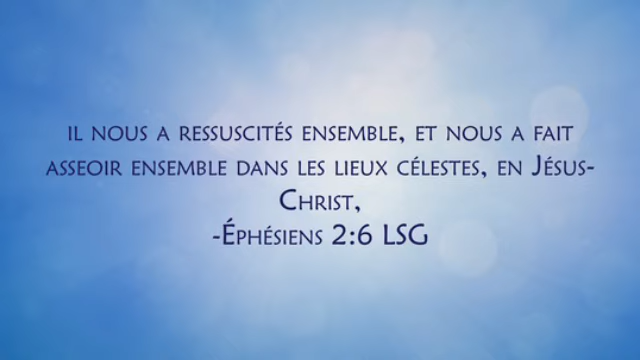 il nous a ressuscités ensemble, et nous a fait
asseoir ensemble dans les lieux célestes, en Jésus-
Christ,
-Éphésiens 2:6 LSG